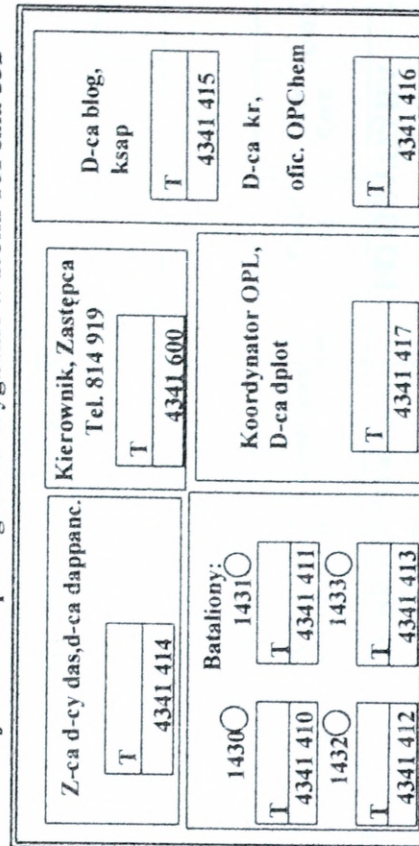 Z-ca d-cy das,d-ca dappanc.
T
4341 414
Kierownik, Zastępca
Tel. 814 919
T
4341 600
D-ca blog,
ksap
T
4341 415
D-ca kr,
ofic. OPChem
T
4341 416
Bataliony:
1430
T
4341 410
1431
T
4341 411
1432
T
4341 412
1433
T
4341 413
Koordynator OPL,
D-ca dplot
T
4341 417